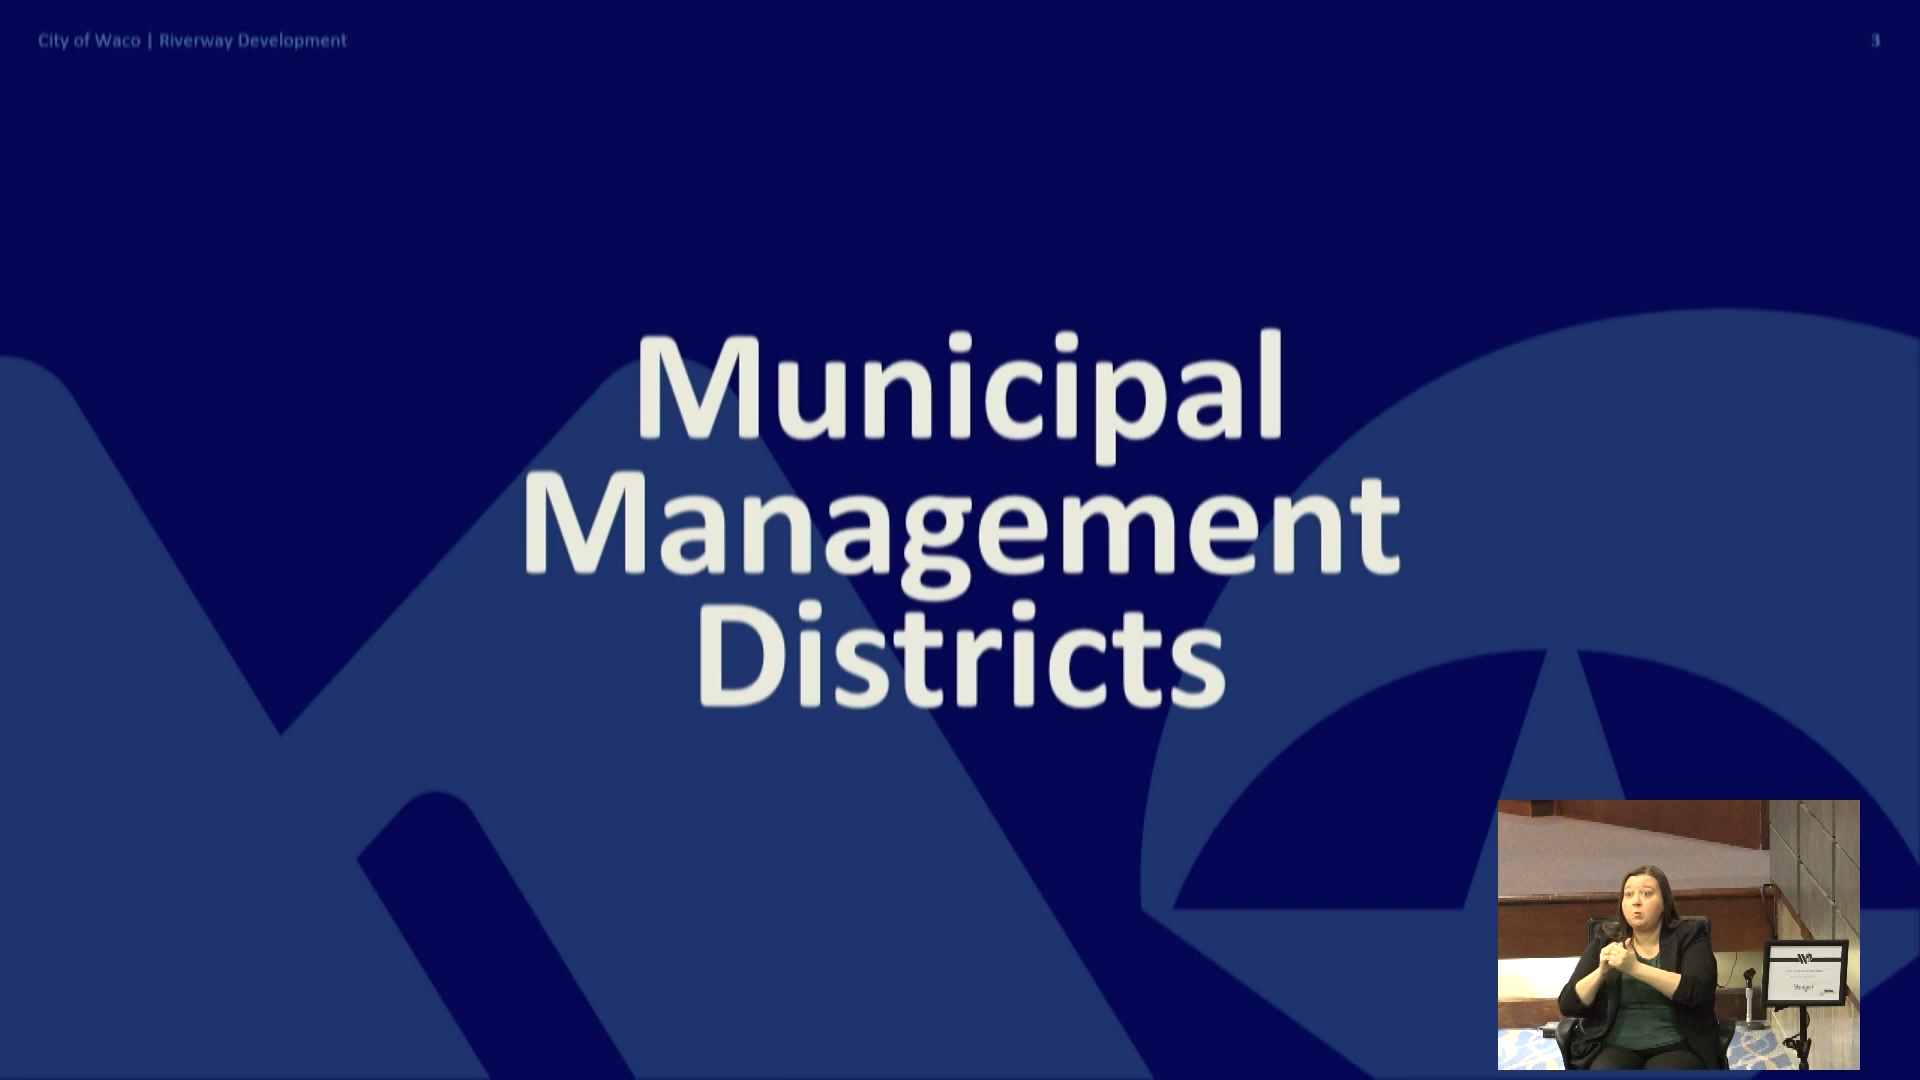 City of Waco | Riverway Development
3
Municipal
Management
Districts